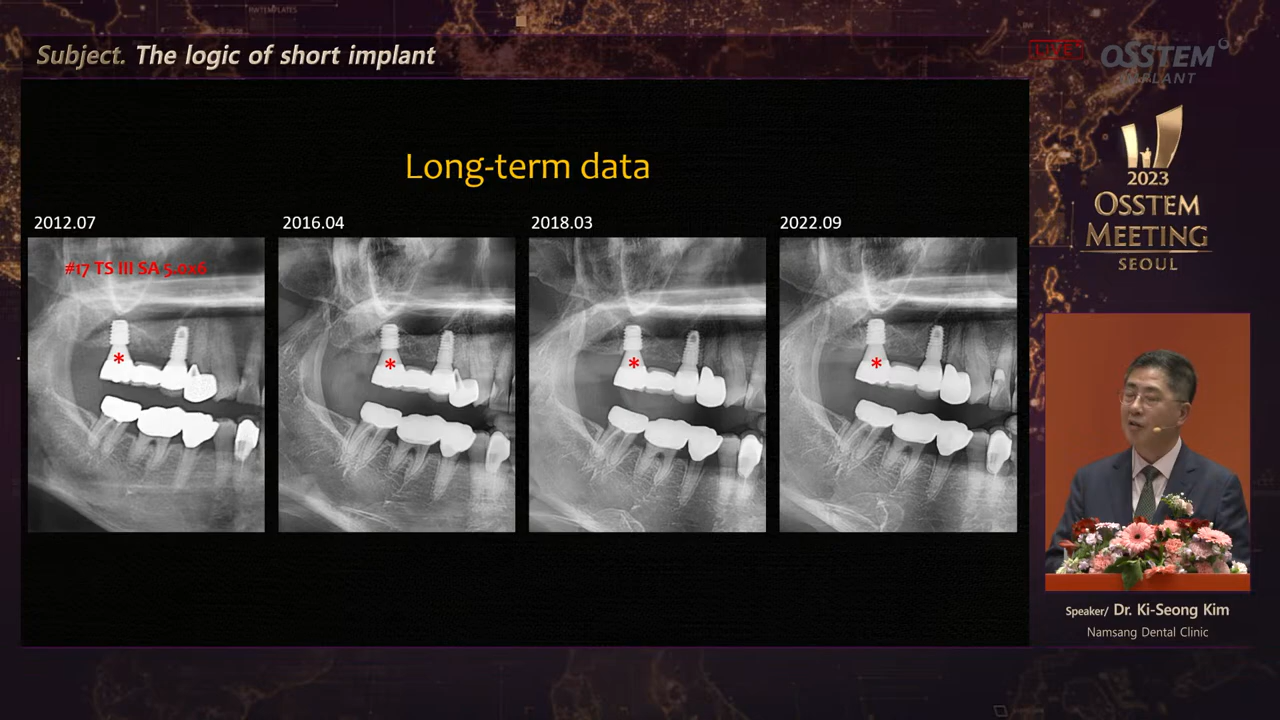 Subject. The logic of short implant
LIVE
OSSTEM
IMPLANT
Long-term data
2012.07
2016.04
2018.03
2022.09
#17 TS III SA 5.0x6
*
*
*
*
2023
OSSTEM
MEETING
SEOUL
Speaker/ Dr. Ki-Seong Kim
Namsang Dental Clinic